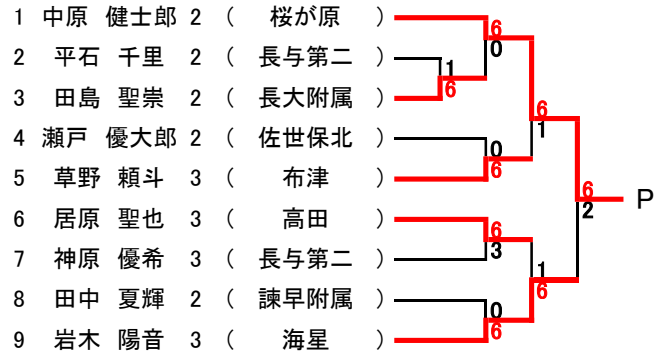 1 中原 健士郎 2 ( 桜が原 )
2 平石 千里 2 ( 長与第二 )
3 田島 聖崇 2 ( 長大附属 )
4 瀬戸 優大郎 2 ( 佐世保北 )
5 草野 頼斗 3 ( 布津 )
6 居原 聖也 3 ( 高田 )
7 神原 優希 3 ( 長与第二 )
8 田中 夏輝 2 ( 諫早附属 )
9 岩木 陽音 3 ( 海星 )
6
0
1
6
6
1
0
6
6
2
P
6
3
1
6
0
6